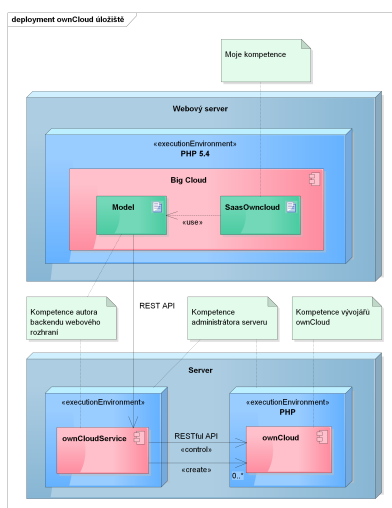 deployment ownCloud úložiště
Moje kompetence
Webový server
«executionEnvironment»
PHP 5.4
Big Cloud
Model
SaasOwncloud
«use»
REST API
Kompetence autora
backendu webového
rozhraní
Kompetence
administrátora serveru
Kompetence vývojářů
ownCloud
Server
«executionEnvironment»
«executionEnvironment»
PHP
ownCloudService
RESTful API
«control»
«create»
ownCloud
0..*